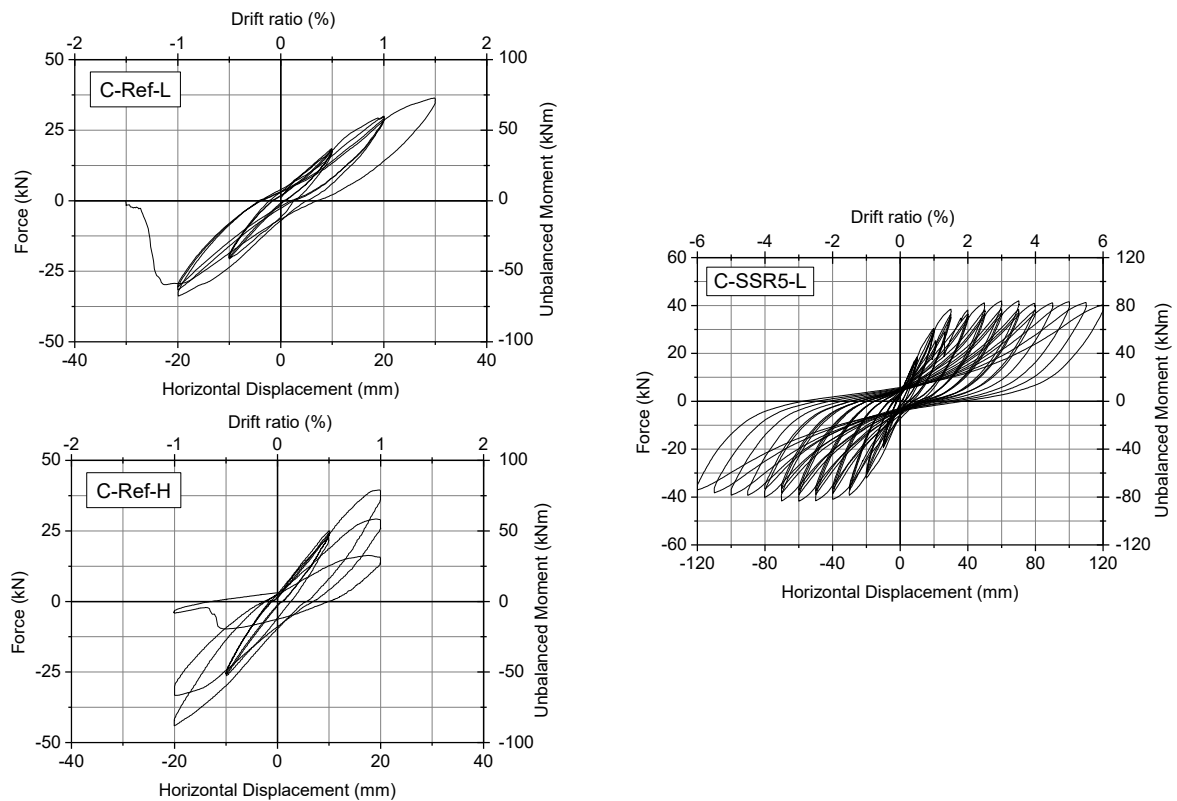 Drift ratio (%)
-2 -1 0 1 2
50 100
C-Ref-L
25 50
0 0
-25 -50
-50 -100
-40 -20 0 20 40
Force (kN)
Unbalanced Moment (kNm)
Horizontal Displacement (mm)
Drift ratio (%)
-2 -1 0 1 2
50 100
C-Ref-H
25 50
0 0
-25 -50
-50 -100
-40 -20 0 20 40
Force (kN)
Unbalanced Moment (kNm)
Horizontal Displacement (mm)
Drift ratio (%)
-6 -4 -2 0 2 4 6
60 120
C-SSR5-L
40 80
20 40
0 0
-20 -40
-40 -80
-60 -120
-120 -80 -40 0 40 80 120
Force (kN)
Unbalanced Moment (kNm)
Horizontal Displacement (mm)